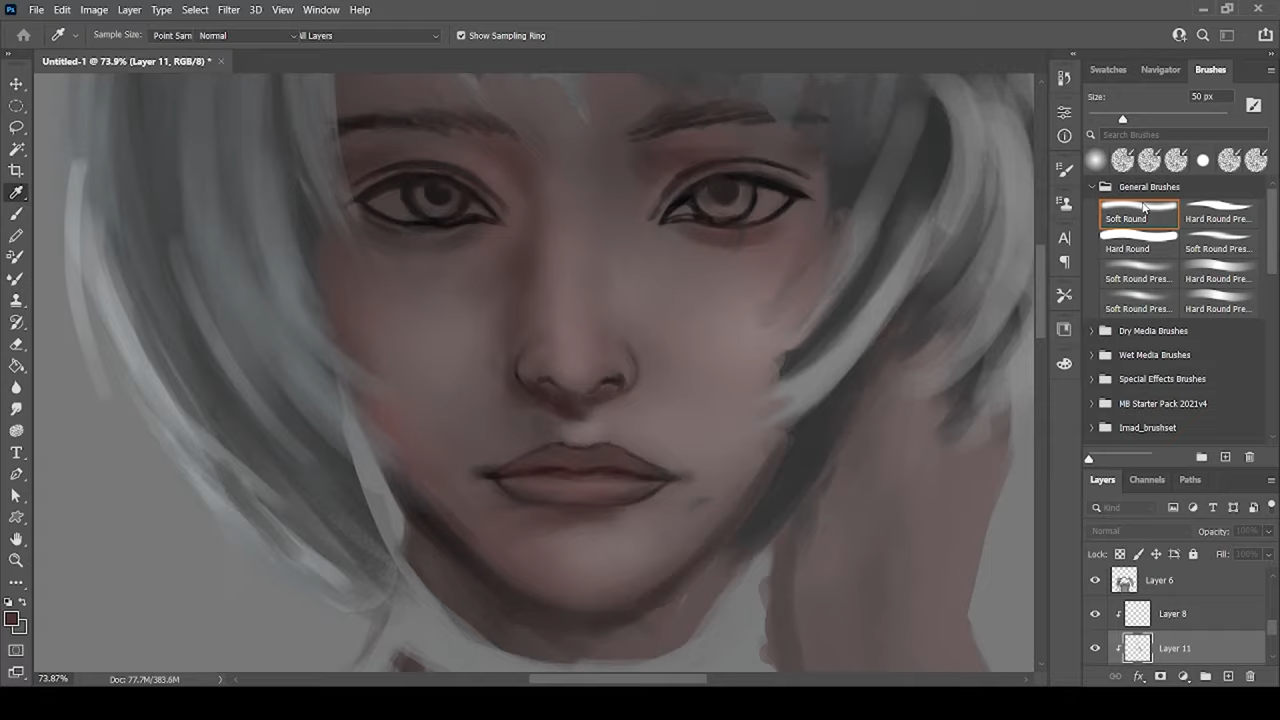 Ps File Edit Image Layer Type Select Filter 3D View Window Help
Sample Size: Point Sam Normal ll Layers Show Sampling Ring
Untitled-1 @ 73.9% (Layer 11, RGB/8) *
Swatches Navigator Brushes
Size: 50 px
Search Brushes
General Brushes
Soft Round Hard Round Pre...
Hard Round Soft Round Pres...
Soft Round Pres... Hard Round Pre...
Soft Round Pres... Hard Round Pre...
Dry Media Brushes
Wet Media Brushes
Special Effects Brushes
MB Starter Pack 2021v4
Imad_brushset
Layers Channels Paths
Kind
Normal Opacity: 100%
Lock: Fill: 100%
Layer 6
Layer 8
Layer 11
73.87% Doc: 77.7M/383.6M